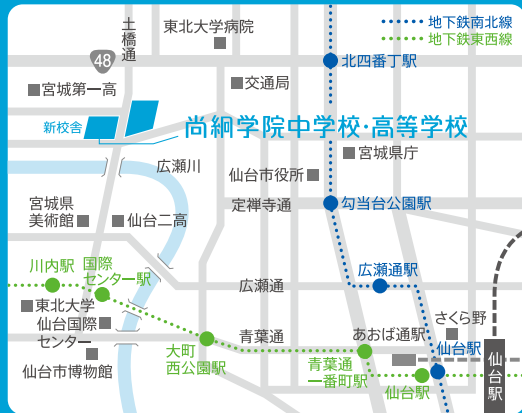 土橋通
東北大学病院
地下鉄南北線
地下鉄東西線
48
北四番丁駅
宮城第一高
交通局
新校舎
尚絅学院中学校・高等学校
宮城県庁
広瀬川
仙台市役所
宮城県
美術館
仙台二高
定禅寺通
勾当台公園駅
川内駅
国際
センター駅
広瀬通駅
広瀬通
東北大学
仙台国際
センター
仙台市博物館
青葉通
大町
西公園駅
あおば通駅
さくら野
仙台駅
青葉通
一番町駅
仙台駅
仙台駅